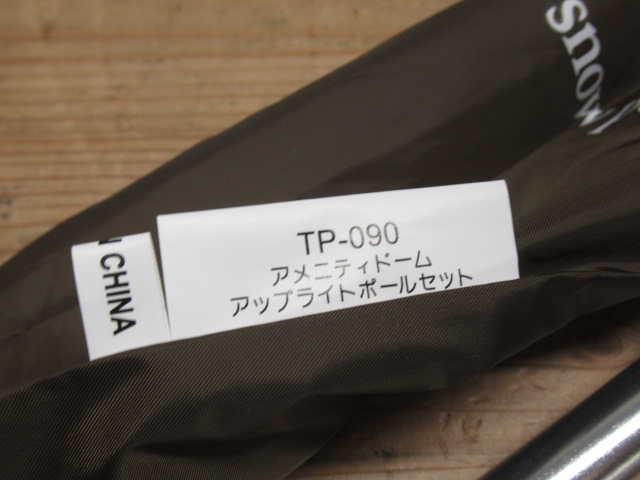 snow
N CHINA
TP-090
アメニティドーム
アップライトポールセット